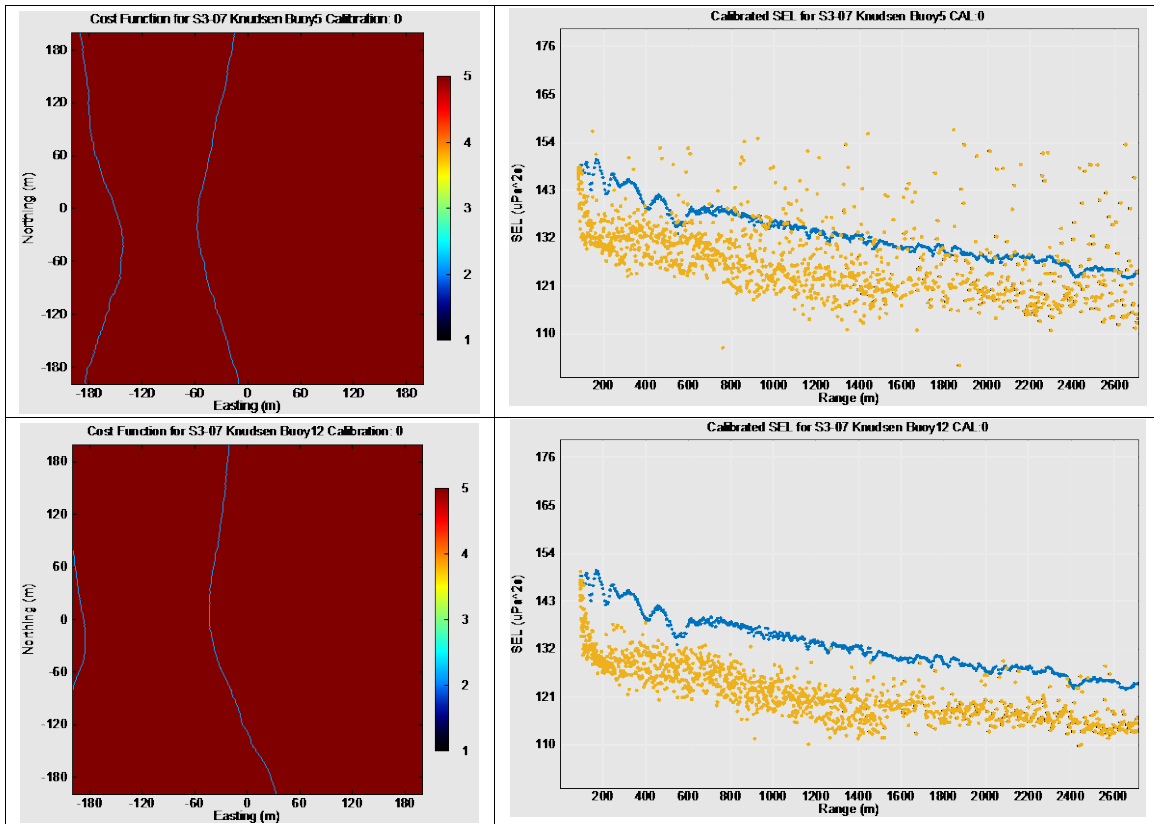 Cost Function for S3-07 Knudsen Buoy5 Calibration: 0
180
120
60
0
-60
-120
-180
Northing (m)
-180 -120 -60 0 60 120 180
Easting (m)
5
4
3
2
1
Calibrated SEL for S3-07 Knudsen Buoy5 CAL:0
176
165
154
143
132
121
110
SEL (uPa^2s)
200 400 600 800 1000 1200 1400 1600 1800 2000 2200 2400 2600
Range (m)
Cost Function for S3-07 Knudsen Buoy12 Calibration: 0
180
120
60
0
-60
-120
-180
Northing (m)
-180 -120 -60 0 60 120 180
Easting (m)
5
4
3
2
1
Calibrated SEL for S3-07 Knudsen Buoy12 CAL:0
176
165
154
143
132
121
110
SEL (uPa^2s)
200 400 600 800 1000 1200 1400 1600 1800 2000 2200 2400 2600
Range (m)